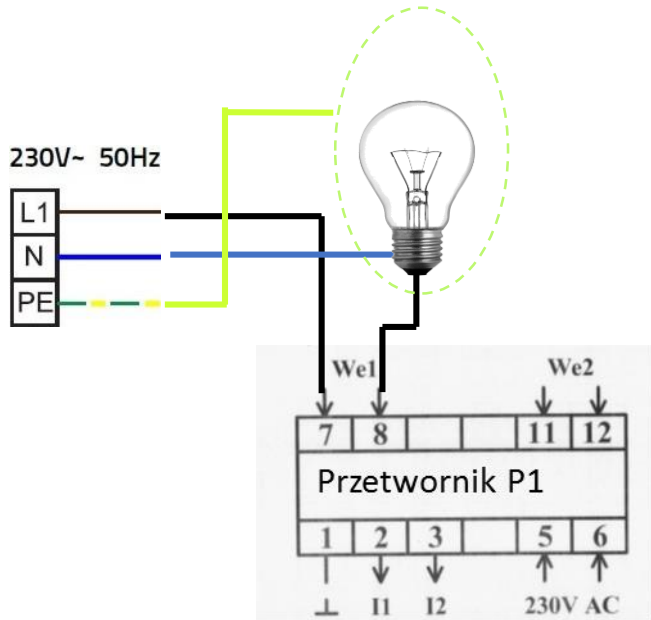 230V~ 50Hz
L1
N
PE
We1 We2
7 8 11 12
Przetwornik P1
1 2 3 5 6
⊥ I1 I2 230V AC